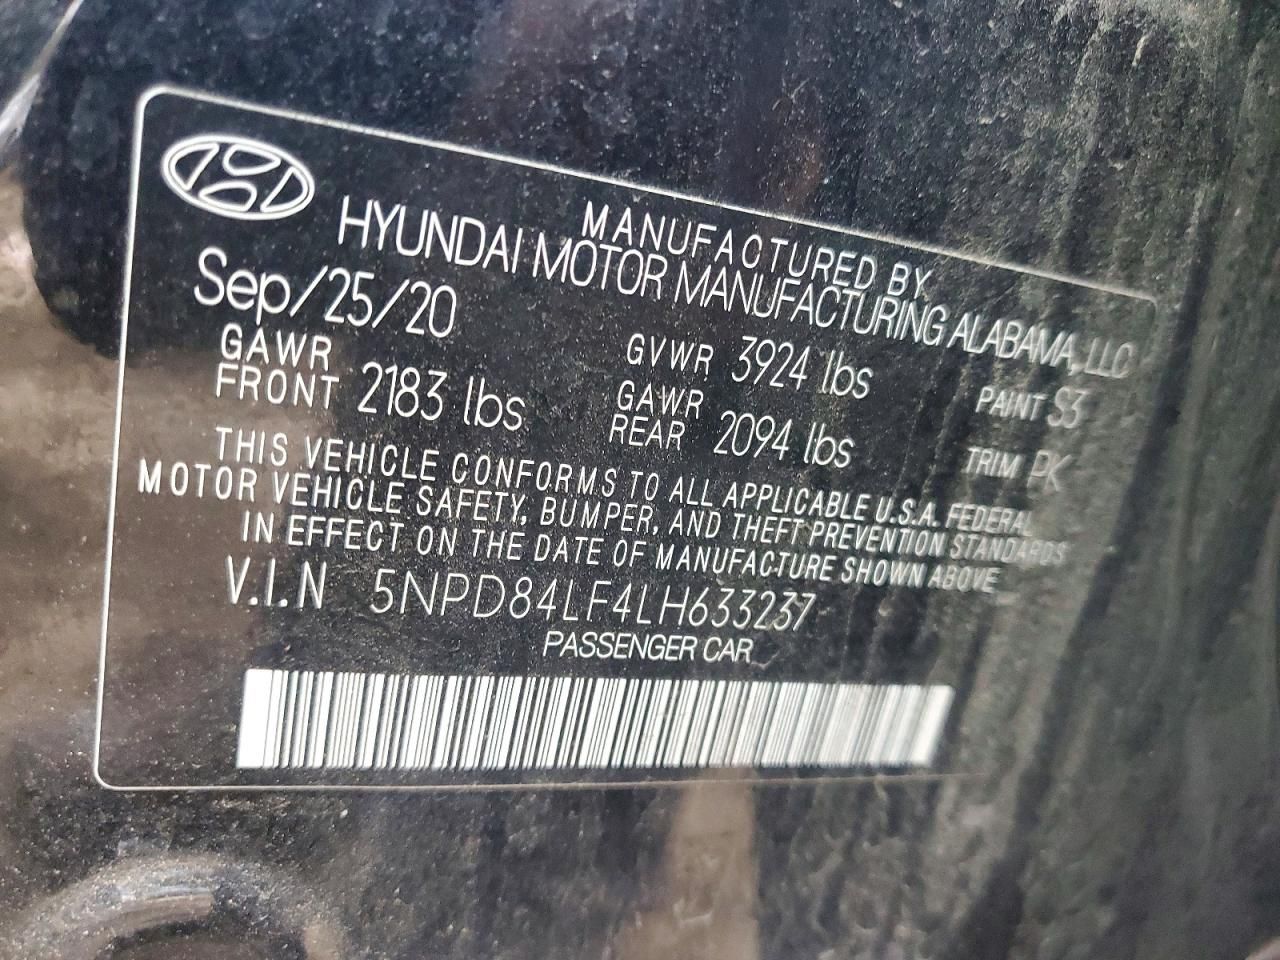 MANUFACTURED BY
HYUNDAI MOTOR MANUFACTURING ALABAMA, LLC
Sep/25/20 GVWR 3924 lbs PAINT S3
GAWR FRONT 2183 lbs GAWR REAR 2094 lbs TRIM PK
THIS VEHICLE CONFORMS TO ALL APPLICABLE U.S.A. FEDERAL
MOTOR VEHICLE SAFETY, BUMPER, AND THEFT PREVENTION STANDARDS
IN EFFECT ON THE DATE OF MANUFACTURE SHOWN ABOVE
V.I.N 5NPD84LF4LH633237
PASSENGER CAR